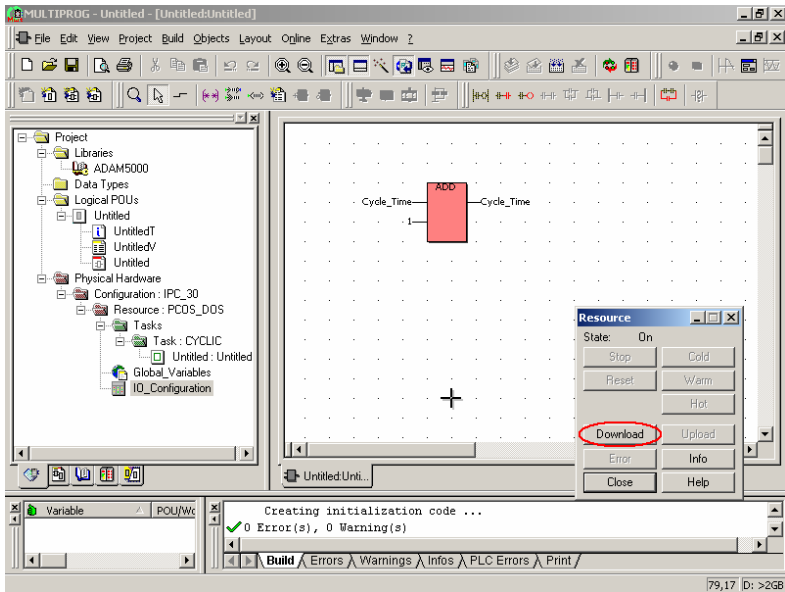 MULTIPROG - Untitled - [Untitled:Untitled]
File Edit View Project Build Objects Layout Online Extras Window ?
Project
Libraries
ADAM5000
Data Types
Logical POUs
Untitled
UntitledT
UntitledV
Untitled
Physical Hardware
Configuration : IPC_30
Resource : PCOS_DOS
Tasks
Task : CYCLIC
Untitled : Untitled
Global_Variables
IO_Configuration
ADD
Cycle_Time Cycle_Time
1
Resource
State: On
Stop Cold
Reset Warm
Hot
Download Upload
Error Info
Close Help
Untitled:Unti...
Variable POU/Wo
Creating initialization code ...
0 Error(s), 0 Warning(s)
Build Errors Warnings Infos PLC Errors Print
79,17 D: >2GB